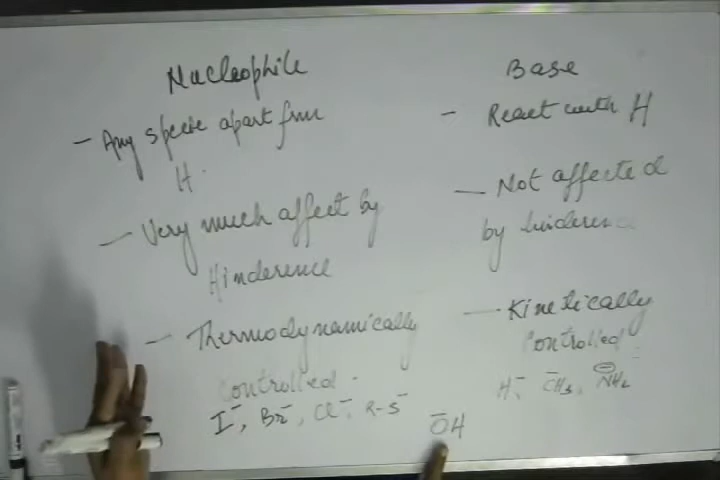 Nucleophile
- Any specie apart from
H.
- Very much affect by
Hinderence
- Thermodynamically
controlled.
I⁻, Br⁻, Cl⁻, R-S⁻
Base
- React with H
- Not affected
by hinderence
- Kinetically
controlled
H⁻, C̄H₃, N⊖H₂
ŌH